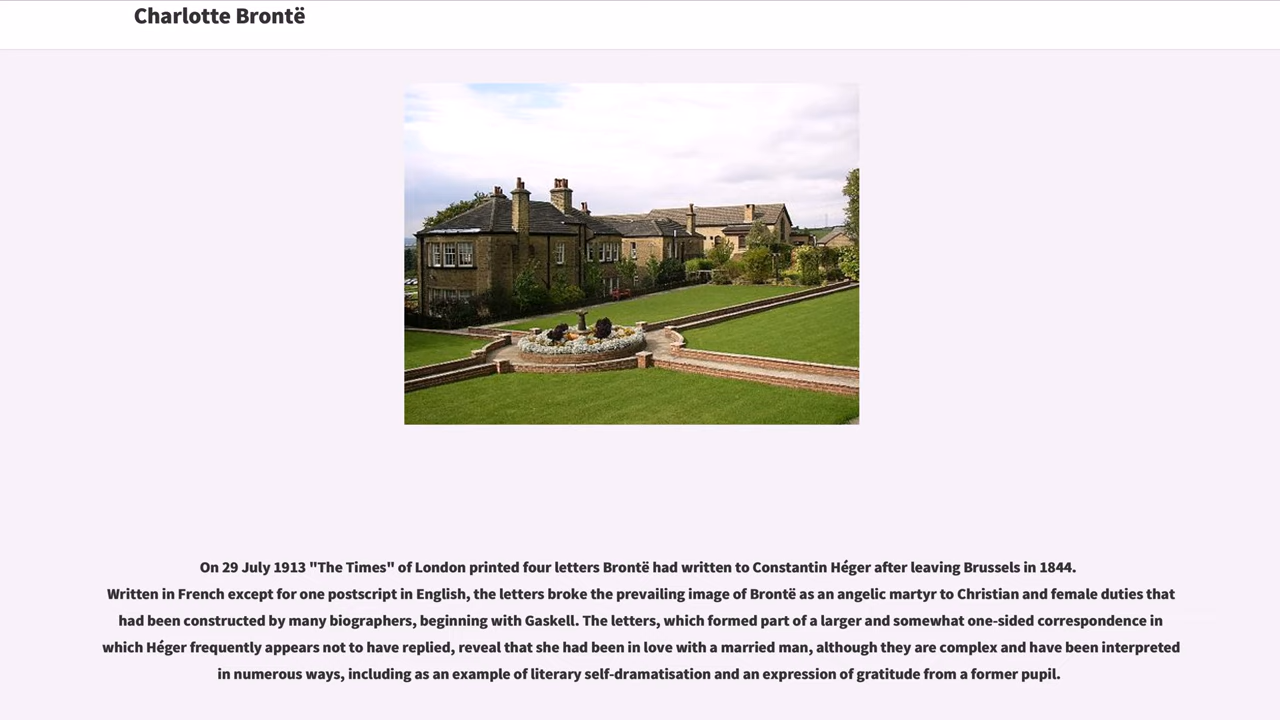 Charlotte Brontë
On 29 July 1913 "The Times" of London printed four letters Brontë had written to Constantin Héger after leaving Brussels in 1844.
Written in French except for one postscript in English, the letters broke the prevailing image of Brontë as an angelic martyr to Christian and female duties that
had been constructed by many biographers, beginning with Gaskell. The letters, which formed part of a larger and somewhat one-sided correspondence in
which Héger frequently appears not to have replied, reveal that she had been in love with a married man, although they are complex and have been interpreted
in numerous ways, including as an example of literary self-dramatisation and an expression of gratitude from a former pupil.